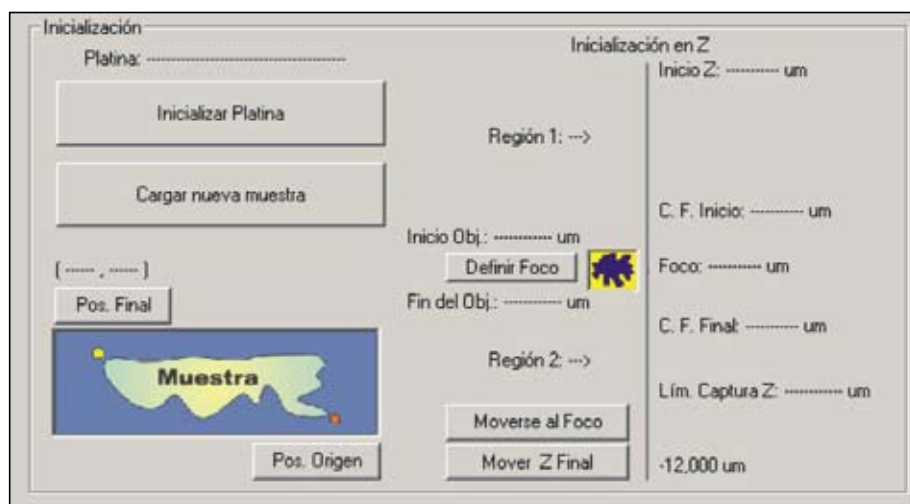 Inicialización
Platina: --------------------------------------
Inicializar Platina
Cargar nueva muestra
( ------ , ------ )
Pos. Final
Muestra
Pos. Origen
Inicialización en Z
Región 1: --->
Inicio Obj.: ------------ um
Definir Foco
Fin del Obj.: ------------ um
Región 2: --->
Moverse al Foco
Mover Z Final
Inicio Z: ----------- um
C. F. Inicio: ----------- um
Foco: ----------- um
C. F. Final: ----------- um
Lím. Captura Z: ------------ um
-12,000 um